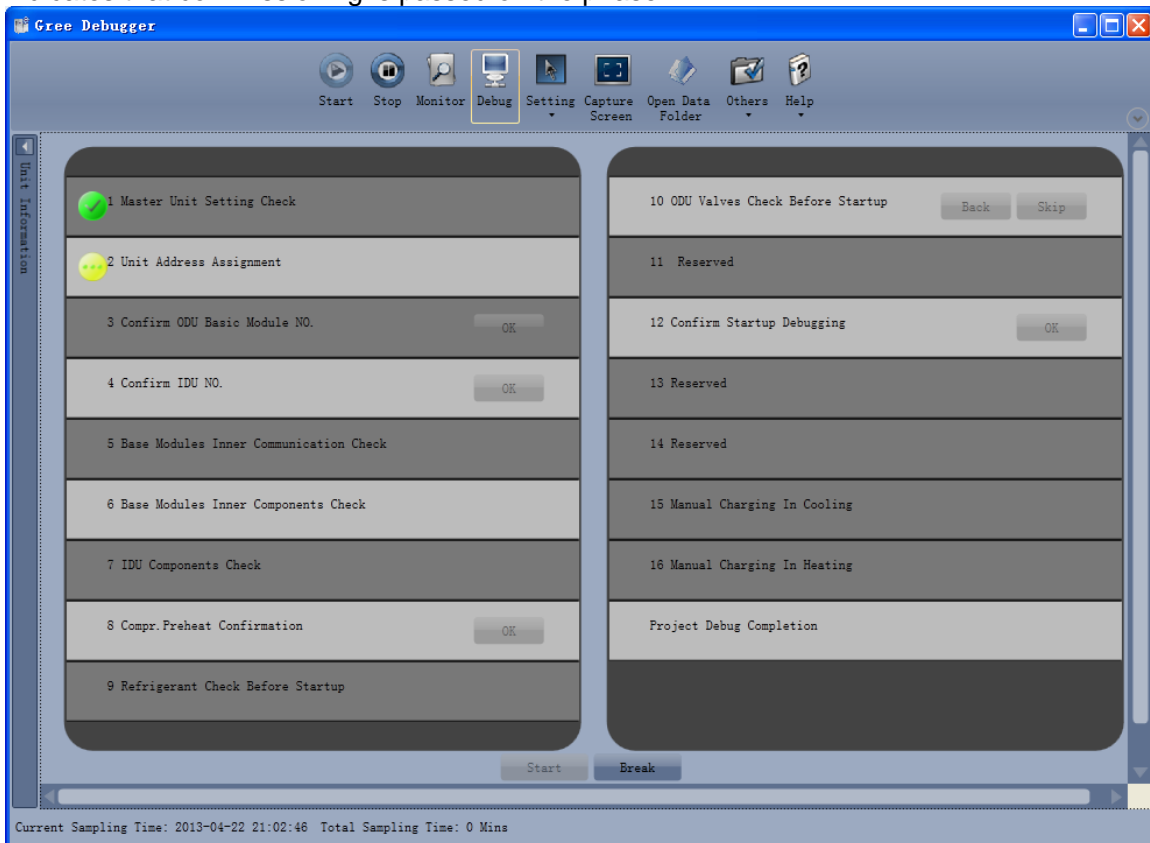 Gree Debugger
Start Stop Monitor Debug Setting Capture Screen Open Data Folder Others Help
Unit Information
1 Master Unit Setting Check
2 Unit Address Assignment
3 Confirm ODU Basic Module NO. OK
4 Confirm IDU NO. OK
5 Base Modules Inner Communication Check
6 Base Modules Inner Components Check
7 IDU Components Check
8 Compr.Preheat Confirmation OK
9 Refrigerant Check Before Startup
10 ODU Valves Check Before Startup Back Skip
11 Reserved
12 Confirm Startup Debugging OK
13 Reserved
14 Reserved
15 Manual Charging In Cooling
16 Manual Charging In Heating
Project Debug Completion
Start Break
Current Sampling Time: 2013-04-22 21:02:46 Total Sampling Time: 0 Mins